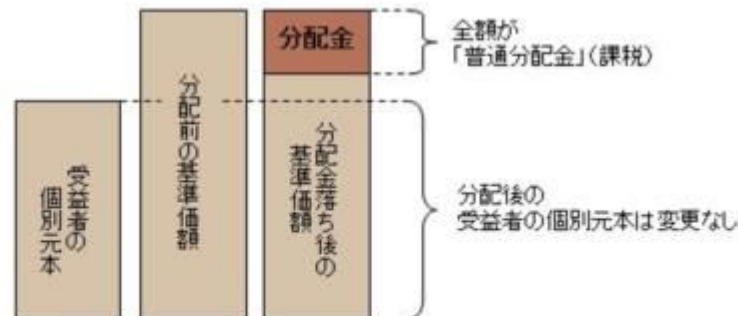 受益者の
個別元本
分配前の基準価額
分配金
分配金落ち後の
基準価額
全額が
「普通分配金」(課税)
分配後の
受益者の個別元本は変更なし